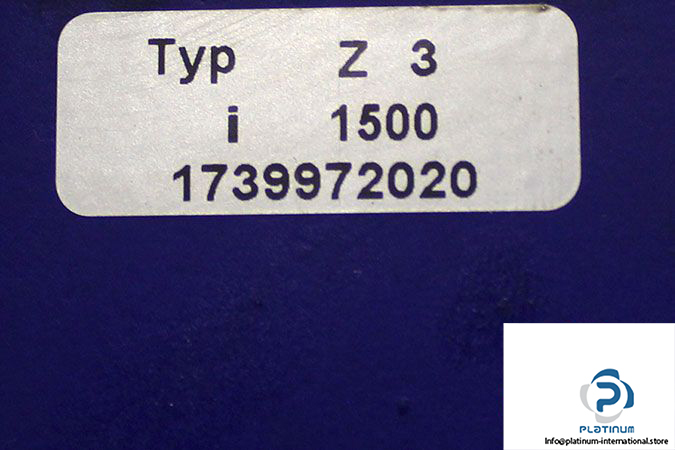 Typ Z 3
i 1500
1739972020
PLATINUM
Info@platinum-international.store